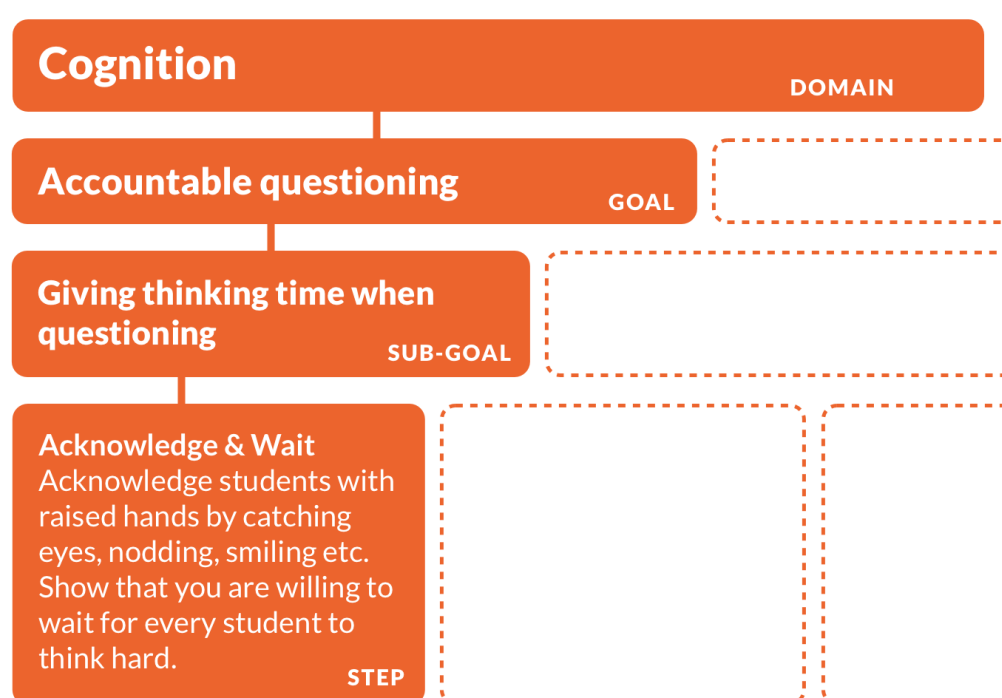 Cognition
DOMAIN
Accountable questioning
GOAL
Giving thinking time when
questioning
SUB-GOAL
Acknowledge & Wait
Acknowledge students with
raised hands by catching
eyes, nodding, smiling etc.
Show that you are willing to
wait for every student to
think hard.
STEP